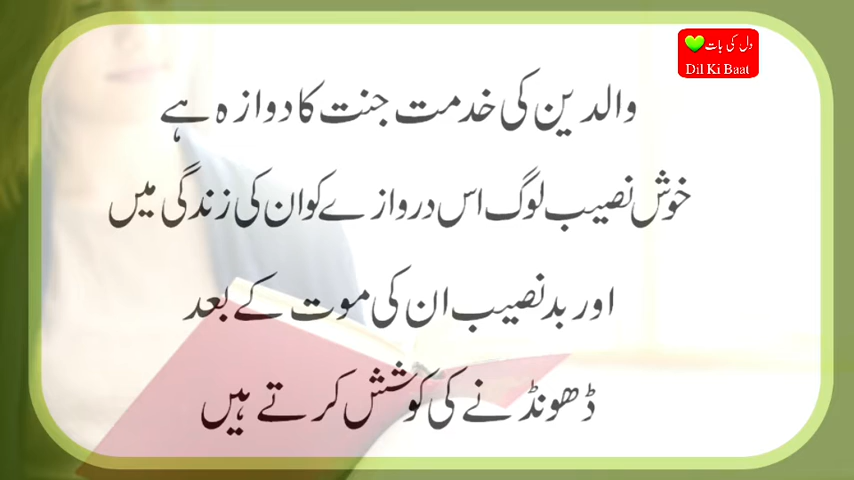 دل کی بات
Dil Ki Baat
والدین کی خدمت جنت کا دوازہ ہے
خوش نصیب لوگ اس دروازے کو ان کی زندگی میں
اور بدنصیب ان کی موت کے بعد
ڈھونڈنے کی کوشش کرتے ہیں